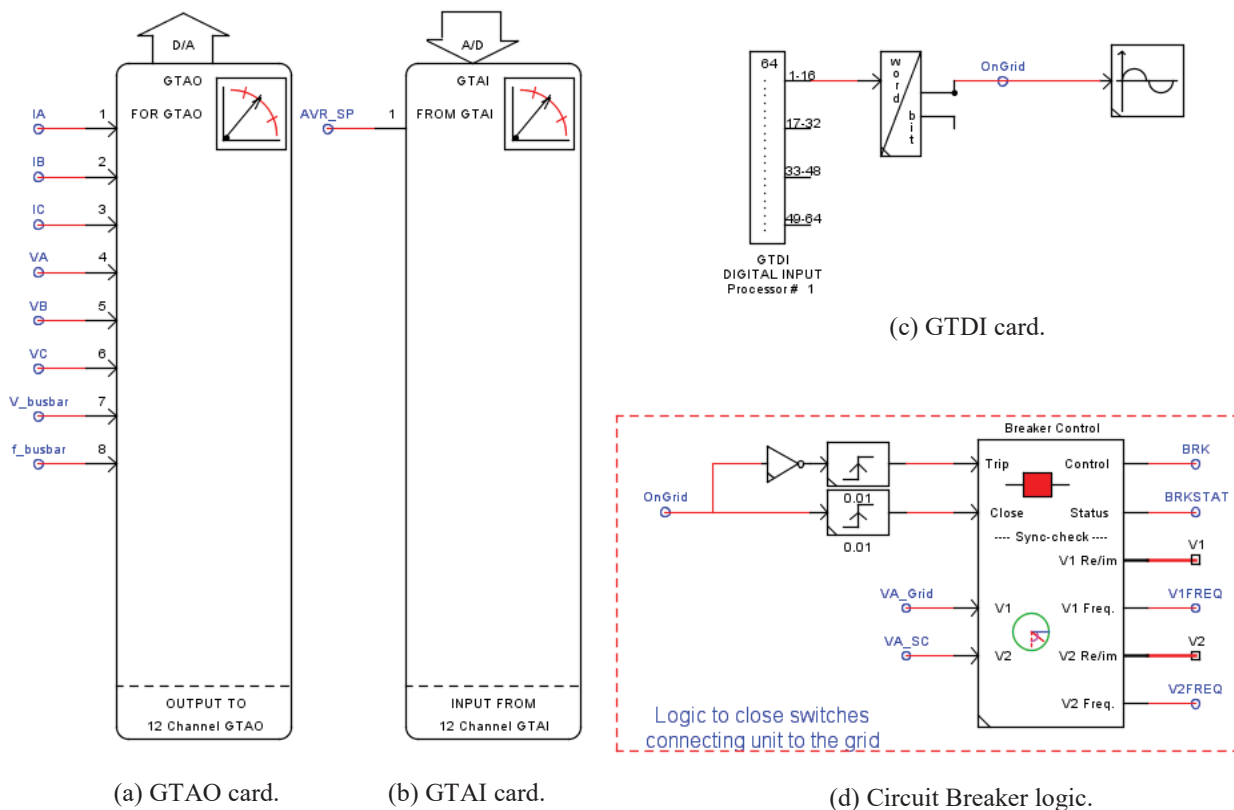 D/A
GTAO
FOR GTAO
IA
1
IB
2
IC
3
VA
4
VB
5
VC
6
V_busbar
7
f_busbar
8
OUTPUT TO
12 Channel GTAO
(a) GTAO card.
A/D
GTAI
FROM GTAI
AVR_SP
1
INPUT FROM
12 Channel GTAI
(b) GTAI card.
64
1-16
17-32
33-48
49-64
GTDI
DIGITAL INPUT
Processor # 1
word
bit
OnGrid
(c) GTDI card.
Breaker Control
OnGrid
0.01
0.01
Trip
Control
BRK
Close
Status
BRKSTAT
---- Sync-check ----
V1 Re/im
V1
VA_Grid
V1
V1 Freq.
V1FREQ
VA_SC
V2
V2 Re/im
V2
V2 Freq.
V2FREQ
Logic to close switches
connecting unit to the grid
(d) Circuit Breaker logic.